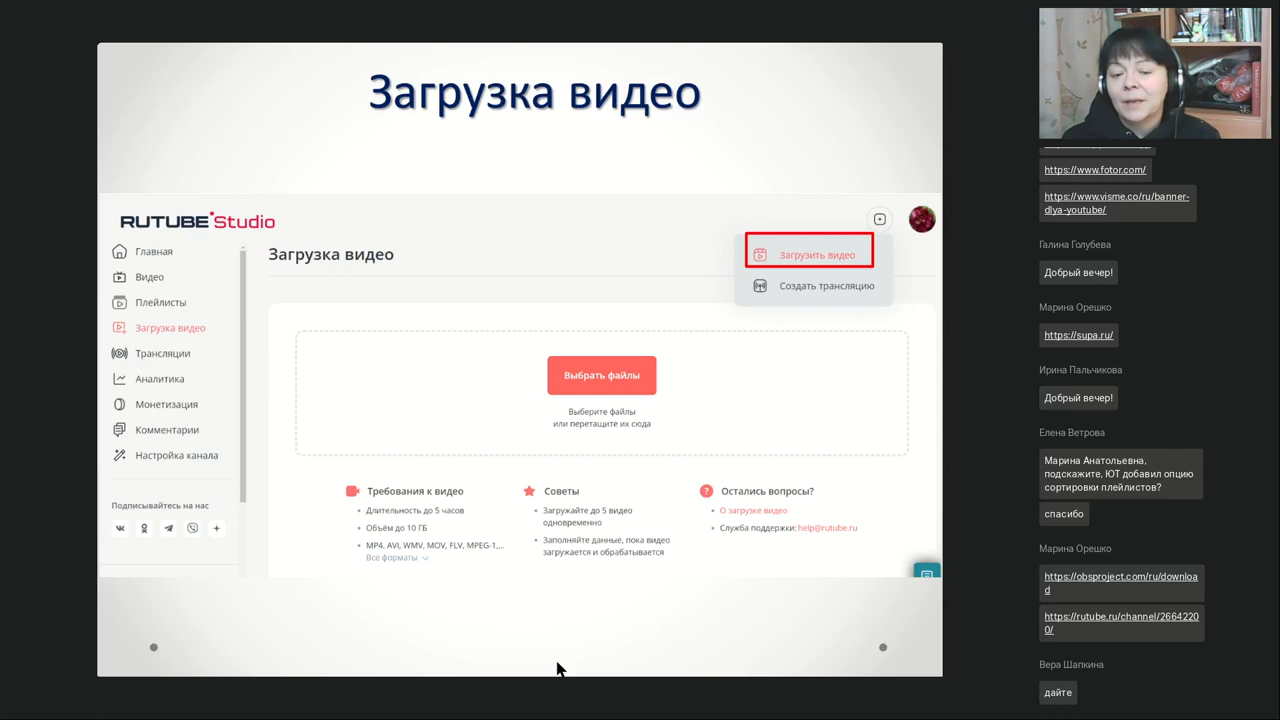 Загрузка видео
RUTUBE Studio
Главная
Видео
Плейлисты
Загрузка видео
Трансляции
Аналитика
Монетизация
Комментарии
Настройка канала
Подписывайтесь на нас
Загрузка видео
Загрузить видео
Создать трансляцию
Выбрать файлы
Выберите файлы
или перетащите их сюда
Требования к видео
• Длительность до 5 часов
• Объём до 10 ГБ
• MP4, AVI, WMV, MOV, FLV, MPEG-1,...
Все форматы
Советы
• Загружайте до 5 видео
одновременно
• Заполняйте данные, пока видео
загружается и обрабатывается
Остались вопросы?
• О загрузке видео
• Служба поддержки: help@rutube.ru
https://www.fotor.com/
https://www.visme.co/ru/banner-
dlya-youtube/
Галина Голубева
Добрый вечер!
Марина Орешко
https://supa.ru/
Ирина Пальчикова
Добрый вечер!
Елена Ветрова
Марина Анатольевна,
подскажите, ЮТ добавил опцию
сортировки плейлистов?
спасибо
Марина Орешко
https://obsproject.com/ru/downloa
d
https://rutube.ru/channel/2664220
0/
Вера Шапкина
дайте